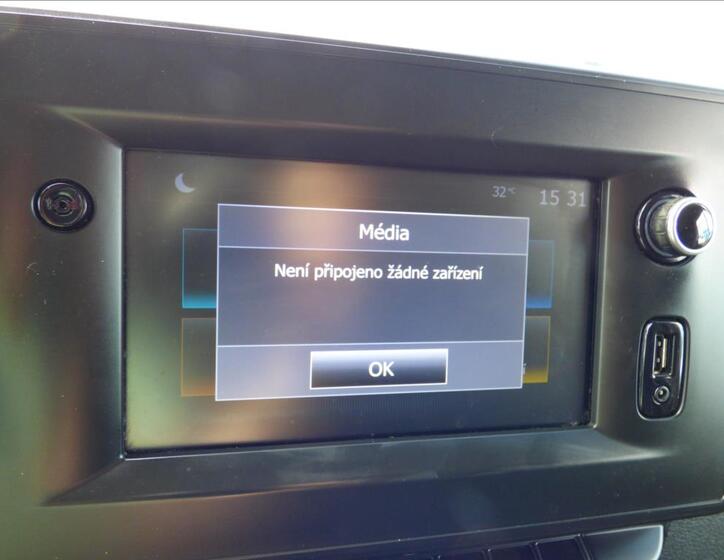 32°C 15 31
Média
Není připojeno žádné zařízení
OK